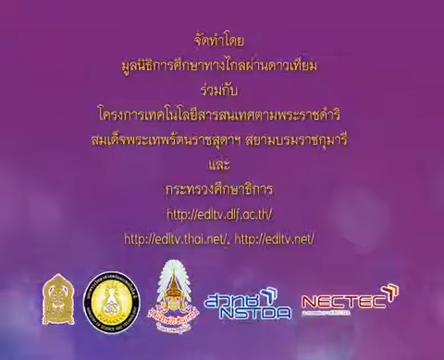 จัดทำโดย
มูลนิธิการศึกษาทางไกลผ่านดาวเทียม
ร่วมกับ
โครงการเทคโนโลยีสารสนเทศตามพระราชดำริ
สมเด็จพระเทพรัตนราชสุดาฯ สยามบรมราชกุมารี
และ
กระทรวงศึกษาธิการ
http://edltv.dlf.ac.th/
http://edltv.thai.net/, http://edltv.net/
สวทช NECTEC
NSTDA